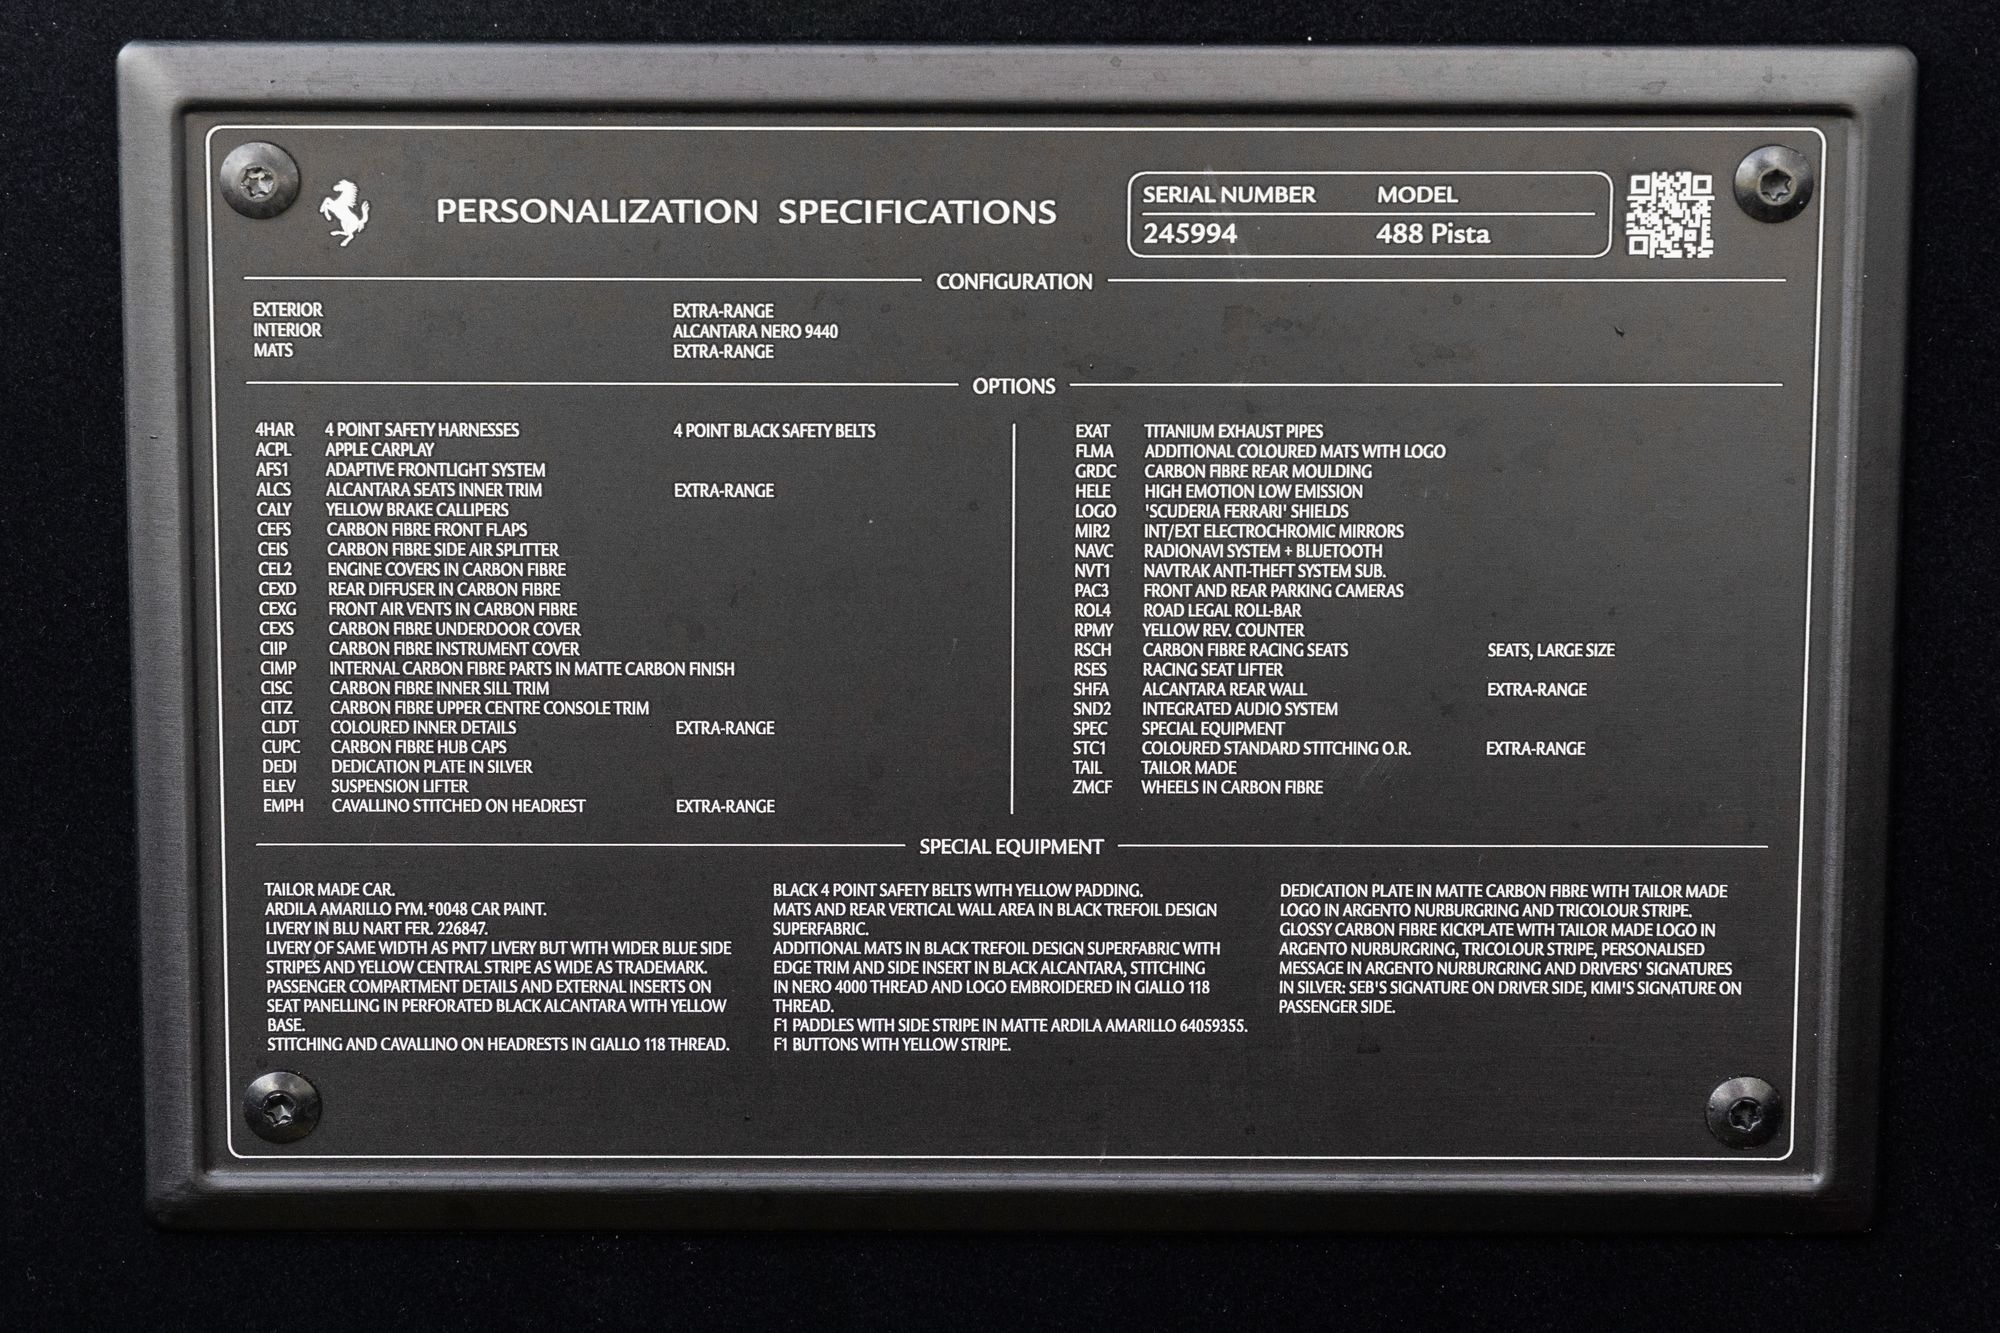 PERSONALIZATION SPECIFICATIONS
SERIAL NUMBER MODEL
245994 488 Pista
CONFIGURATION
EXTERIOR EXTRA-RANGE
INTERIOR ALCANTARA NERO 9440
MATS EXTRA-RANGE
OPTIONS
4HAR 4 POINT SAFETY HARNESSES 4 POINT BLACK SAFETY BELTS
ACPL APPLE CARPLAY
AFS1 ADAPTIVE FRONTLIGHT SYSTEM
ALCS ALCANTARA SEATS INNER TRIM EXTRA-RANGE
CALY YELLOW BRAKE CALLIPERS
CEFS CARBON FIBRE FRONT FLAPS
CEIS CARBON FIBRE SIDE AIR SPLITTER
CEL2 ENGINE COVERS IN CARBON FIBRE
CEXD REAR DIFFUSER IN CARBON FIBRE
CEXG FRONT AIR VENTS IN CARBON FIBRE
CEXS CARBON FIBRE UNDERDOOR COVER
CIIP CARBON FIBRE INSTRUMENT COVER
CIMP INTERNAL CARBON FIBRE PARTS IN MATTE CARBON FINISH
CISC CARBON FIBRE INNER SILL TRIM
CITZ CARBON FIBRE UPPER CENTRE CONSOLE TRIM
CLDT COLOURED INNER DETAILS EXTRA-RANGE
CUPC CARBON FIBRE HUB CAPS
DEDI DEDICATION PLATE IN SILVER
ELEV SUSPENSION LIFTER
EMPH CAVALLINO STITCHED ON HEADREST EXTRA-RANGE
EXAT TITANIUM EXHAUST PIPES
FLMA ADDITIONAL COLOURED MATS WITH LOGO
GRDC CARBON FIBRE REAR MOULDING
HELE HIGH EMOTION LOW EMISSION
LOGO 'SCUDERIA FERRARI' SHIELDS
MIR2 INT/EXT ELECTROCHROMIC MIRRORS
NAVC RADIONAVI SYSTEM + BLUETOOTH
NVT1 NAVTRAK ANTI-THEFT SYSTEM SUB.
PAC3 FRONT AND REAR PARKING CAMERAS
ROL4 ROAD LEGAL ROLL-BAR
RPMY YELLOW REV. COUNTER
RSCH CARBON FIBRE RACING SEATS SEATS, LARGE SIZE
RSES RACING SEAT LIFTER
SHFA ALCANTARA REAR WALL EXTRA-RANGE
SND2 INTEGRATED AUDIO SYSTEM
SPEC SPECIAL EQUIPMENT
STC1 COLOURED STANDARD STITCHING O.R. EXTRA-RANGE
TAIL TAILOR MADE
ZMCF WHEELS IN CARBON FIBRE
SPECIAL EQUIPMENT
TAILOR MADE CAR.
ARDILA AMARILLO FYM.*0048 CAR PAINT.
LIVERY IN BLU NART FER. 226847.
LIVERY OF SAME WIDTH AS PNT7 LIVERY BUT WITH WIDER BLUE SIDE
STRIPES AND YELLOW CENTRAL STRIPE AS WIDE AS TRADEMARK.
PASSENGER COMPARTMENT DETAILS AND EXTERNAL INSERTS ON
SEAT PANELLING IN PERFORATED BLACK ALCANTARA WITH YELLOW
BASE.
STITCHING AND CAVALLINO ON HEADRESTS IN GIALLO 118 THREAD.
BLACK 4 POINT SAFETY BELTS WITH YELLOW PADDING.
MATS AND REAR VERTICAL WALL AREA IN BLACK TREFOIL DESIGN
SUPERFABRIC.
ADDITIONAL MATS IN BLACK TREFOIL DESIGN SUPERFABRIC WITH
EDGE TRIM AND SIDE INSERT IN BLACK ALCANTARA, STITCHING
IN NERO 4000 THREAD AND LOGO EMBROIDERED IN GIALLO 118
THREAD.
F1 PADDLES WITH SIDE STRIPE IN MATTE ARDILA AMARILLO 64059355.
F1 BUTTONS WITH YELLOW STRIPE.
DEDICATION PLATE IN MATTE CARBON FIBRE WITH TAILOR MADE
LOGO IN ARGENTO NURBURGRING AND TRICOLOUR STRIPE.
GLOSSY CARBON FIBRE KICKPLATE WITH TAILOR MADE LOGO IN
ARGENTO NURBURGRING, TRICOLOUR STRIPE, PERSONALISED
MESSAGE IN ARGENTO NURBURGRING AND DRIVERS' SIGNATURES
IN SILVER: SEB'S SIGNATURE ON DRIVER SIDE, KIMI'S SIGNATURE ON
PASSENGER SIDE.